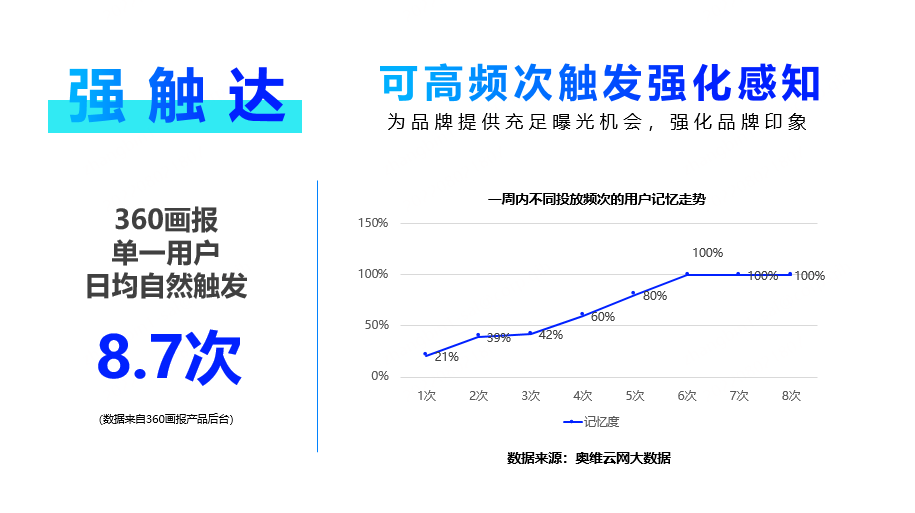 强触达
可高频次触发强化感知
为品牌提供充足曝光机会，强化品牌印象
360画报
单一用户
日均自然触发
8.7次
(数据来自360画报产品后台)
一周内不同投放频次的用户记忆走势
150%
100%
50%
0%
21%
39%
42%
60%
80%
100%
100%
100%
1次
2次
3次
4次
5次
6次
7次
8次
记忆度
数据来源：奥维云网大数据